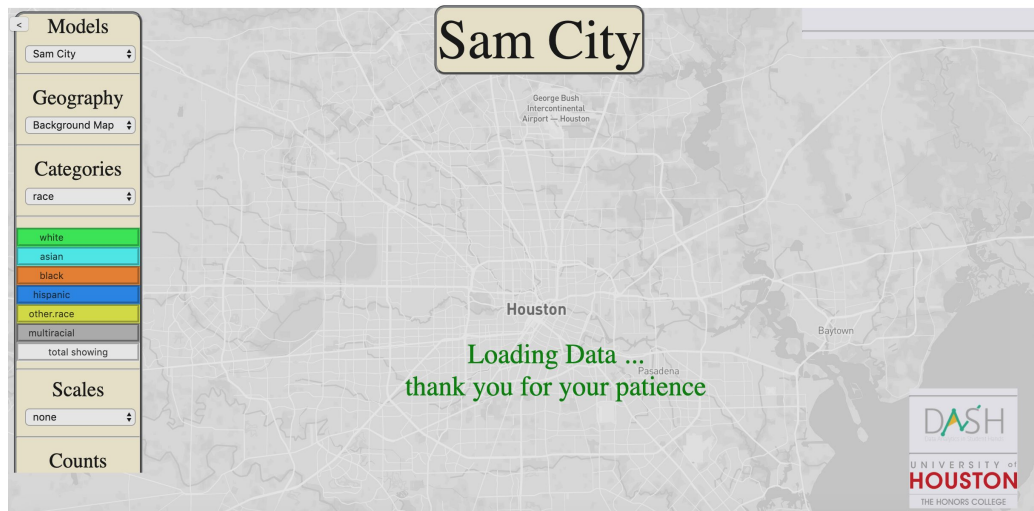 <
Models
Sam City
Geography
Background Map
Categories
race
white
asian
black
hispanic
other.race
multiracial
total showing
Scales
none
Counts
Sam City
George Bush
Intercontinental
Airport — Houston
Houston
Baytown
Loading Data ...
Pasadena
thank you for your patience
DASH
UNIVERSITY of
HOUSTON
THE HONORS COLLEGE